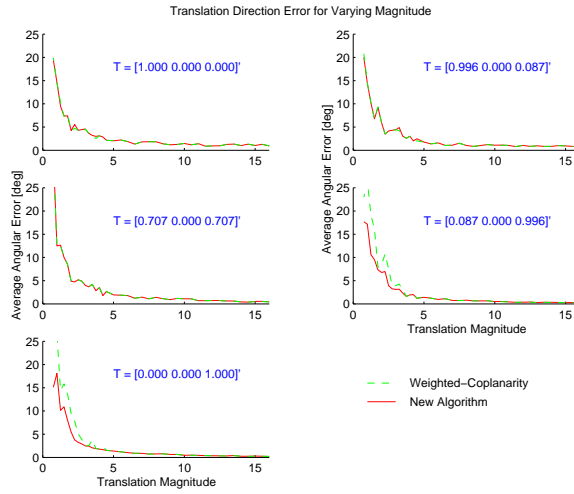 Translation Direction Error for Varying Magnitude
25
20
15
10
5
0
0 5 10 15
T = [1.000 0.000 0.000]'
25
20
15
10
5
0
0 5 10 15
T = [0.996 0.000 0.087]'
Average Angular Error [deg]
25
20
15
10
5
0
0 5 10 15
T = [0.707 0.000 0.707]'
Average Angular Error [deg]
25
20
15
10
5
0
0 5 10 15
T = [0.087 0.000 0.996]'
Translation Magnitude
25
20
15
10
5
0
0 5 10 15
T = [0.000 0.000 1.000]'
Translation Magnitude
Weighted−Coplanarity
New Algorithm